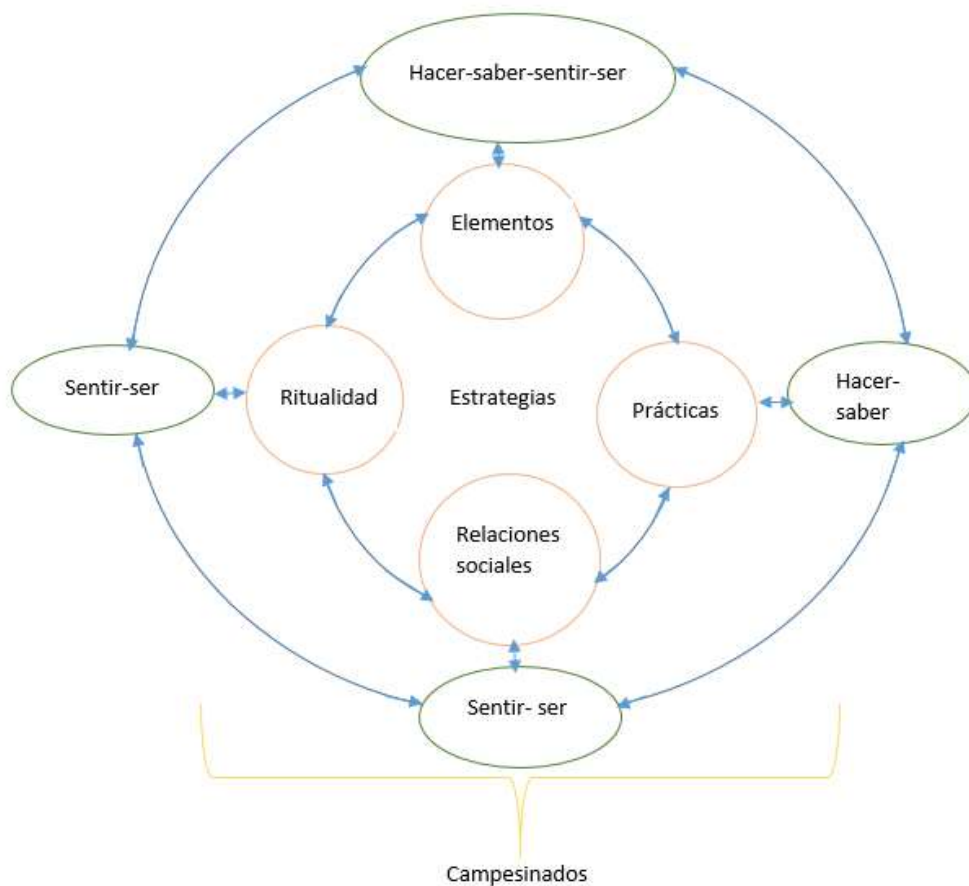 Hacer-saber-sentir-ser
Elementos
Sentir-ser
Ritualidad
Estrategias
Prácticas
Hacer-
saber
Relaciones
sociales
Sentir- ser
Campesinados